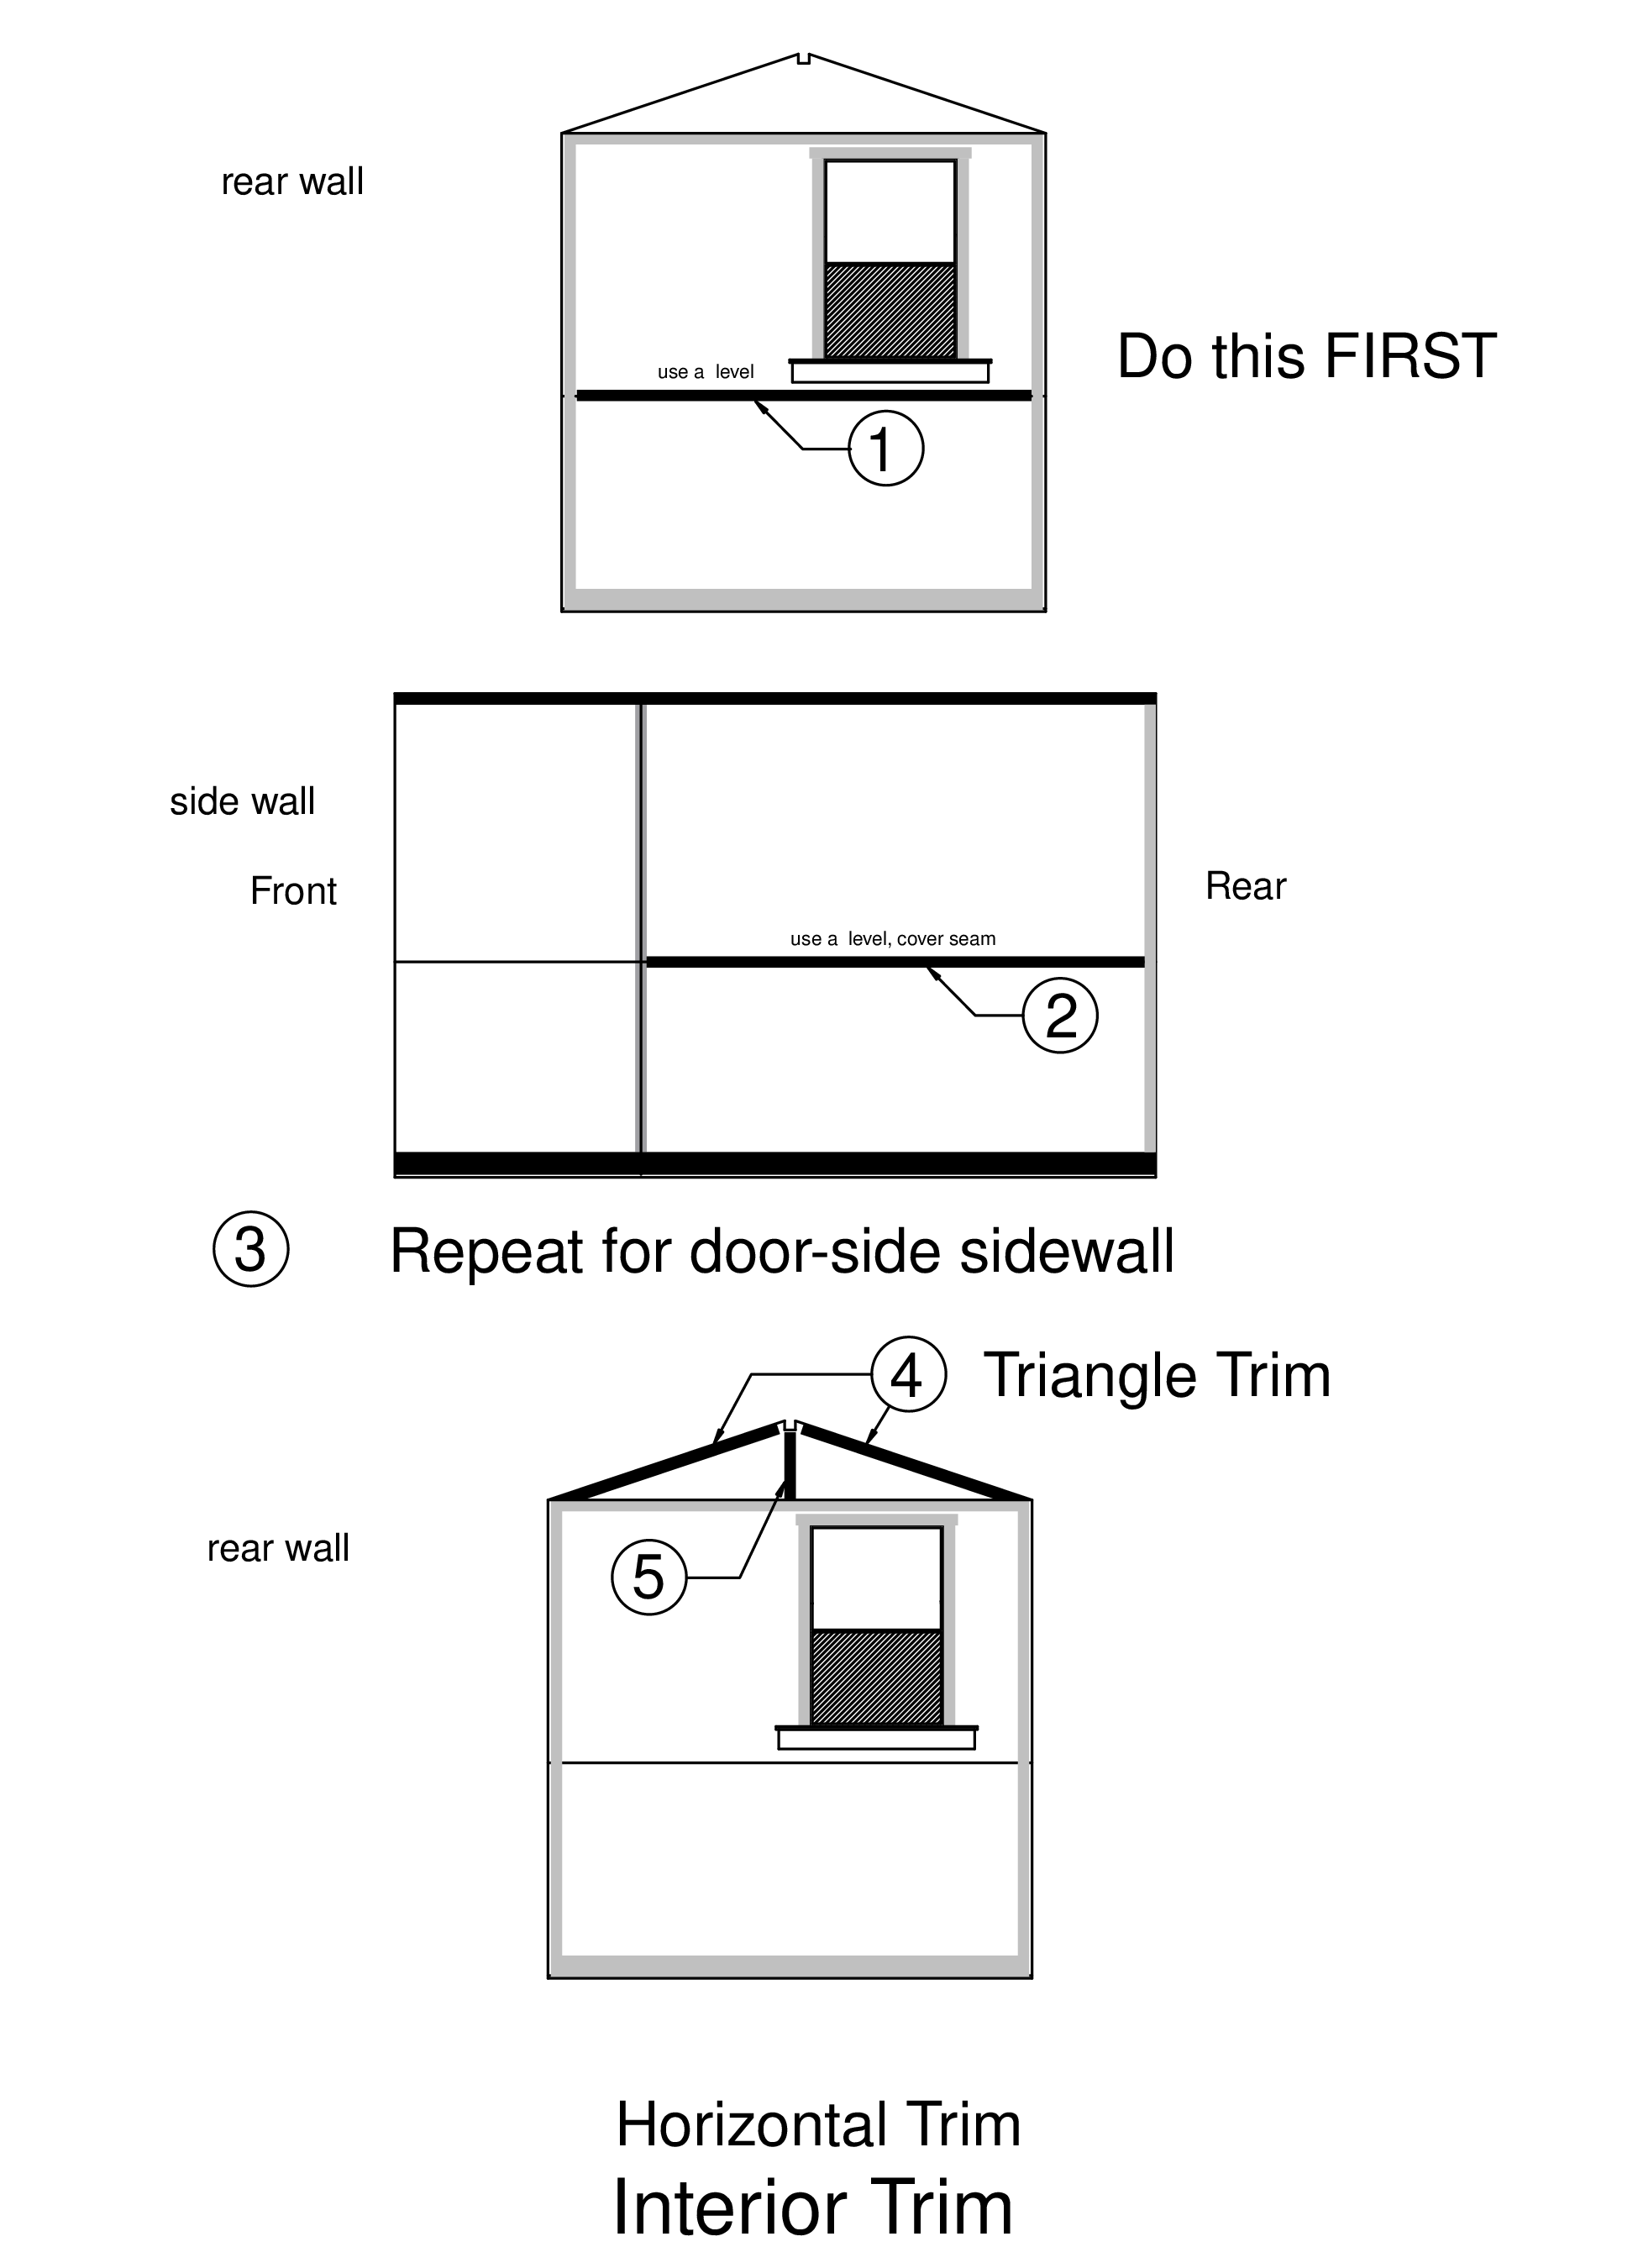 rear wall
Do this FIRST
use a level
1
side wall
Front
Rear
use a level, cover seam
2
3 Repeat for door-side sidewall
4 Triangle Trim
rear wall
5
Horizontal Trim
Interior Trim